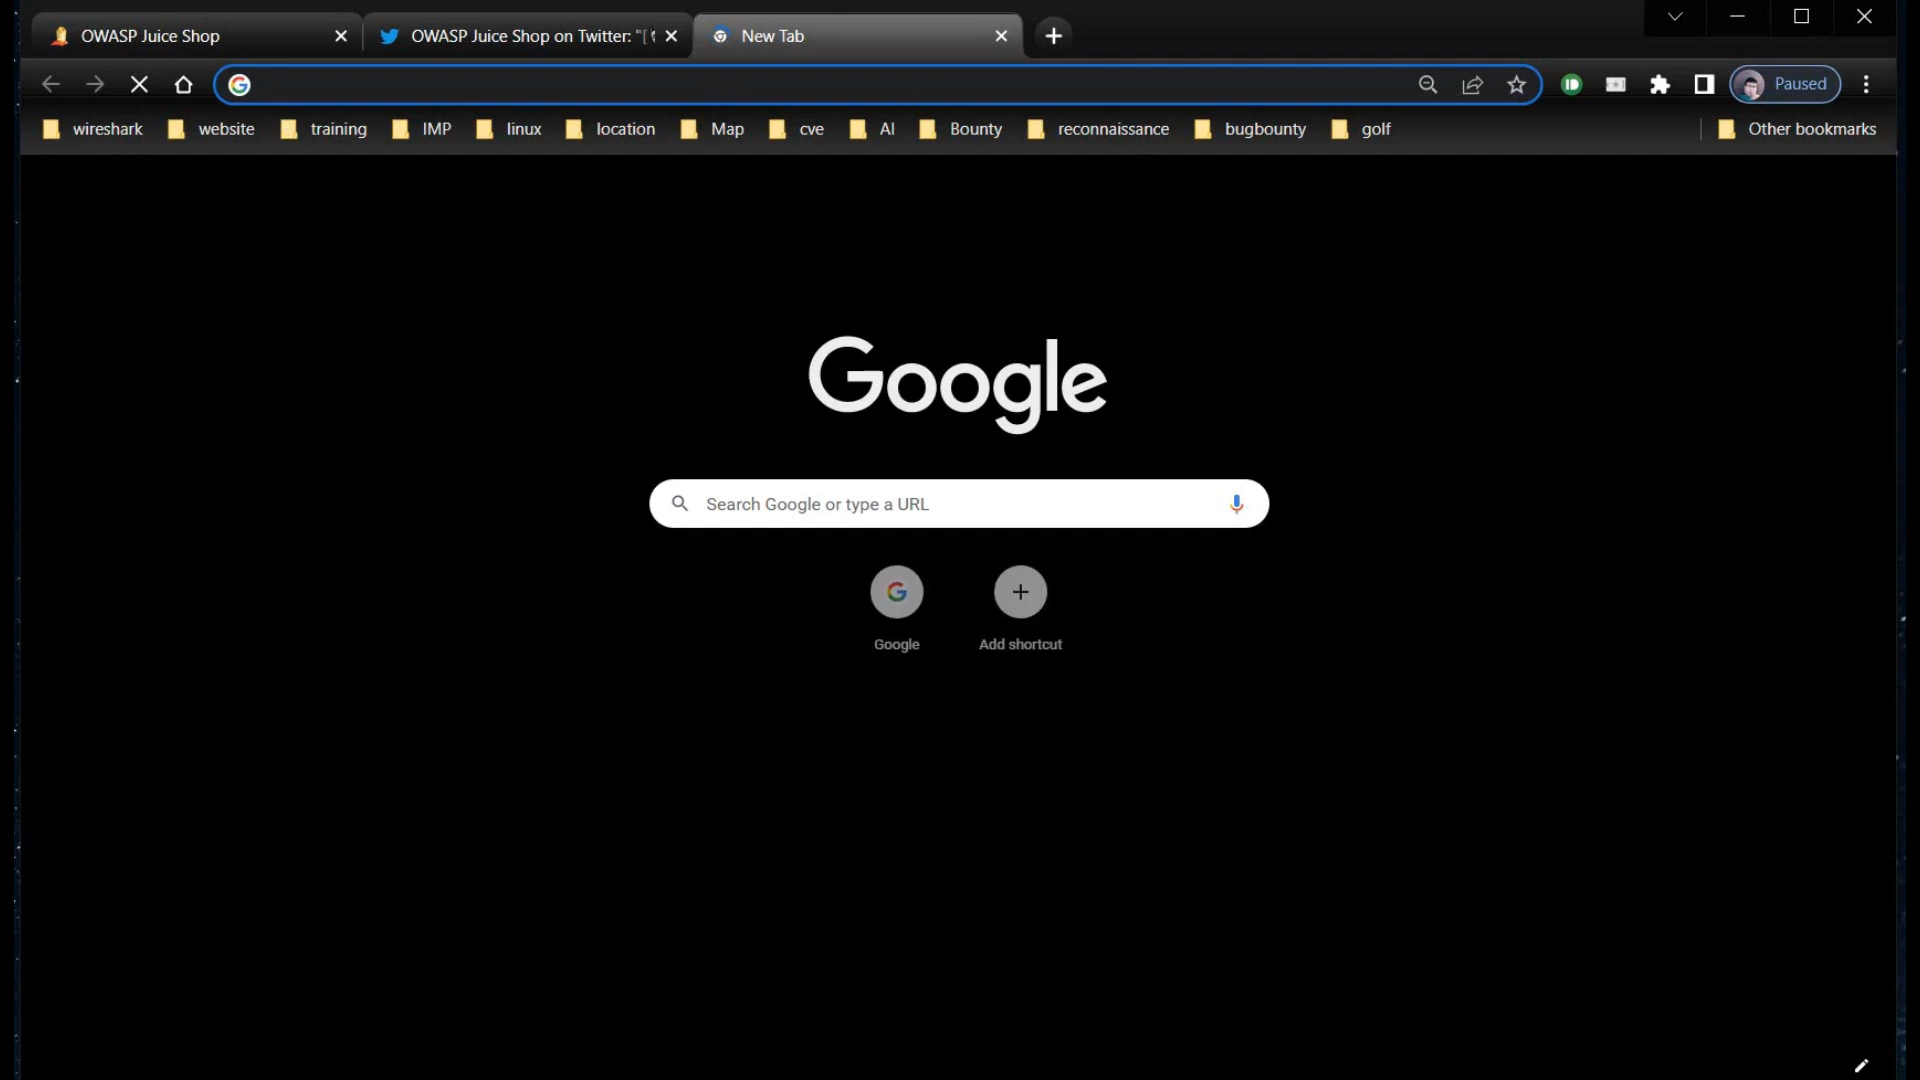 OWASP Juice Shop
OWASP Juice Shop on Twitter: "[
New Tab
Paused
wireshark
website
training
IMP
linux
location
Map
cve
AI
Bounty
reconnaissance
bugbounty
golf
Other bookmarks
Google
Search Google or type a URL
Google
Add shortcut